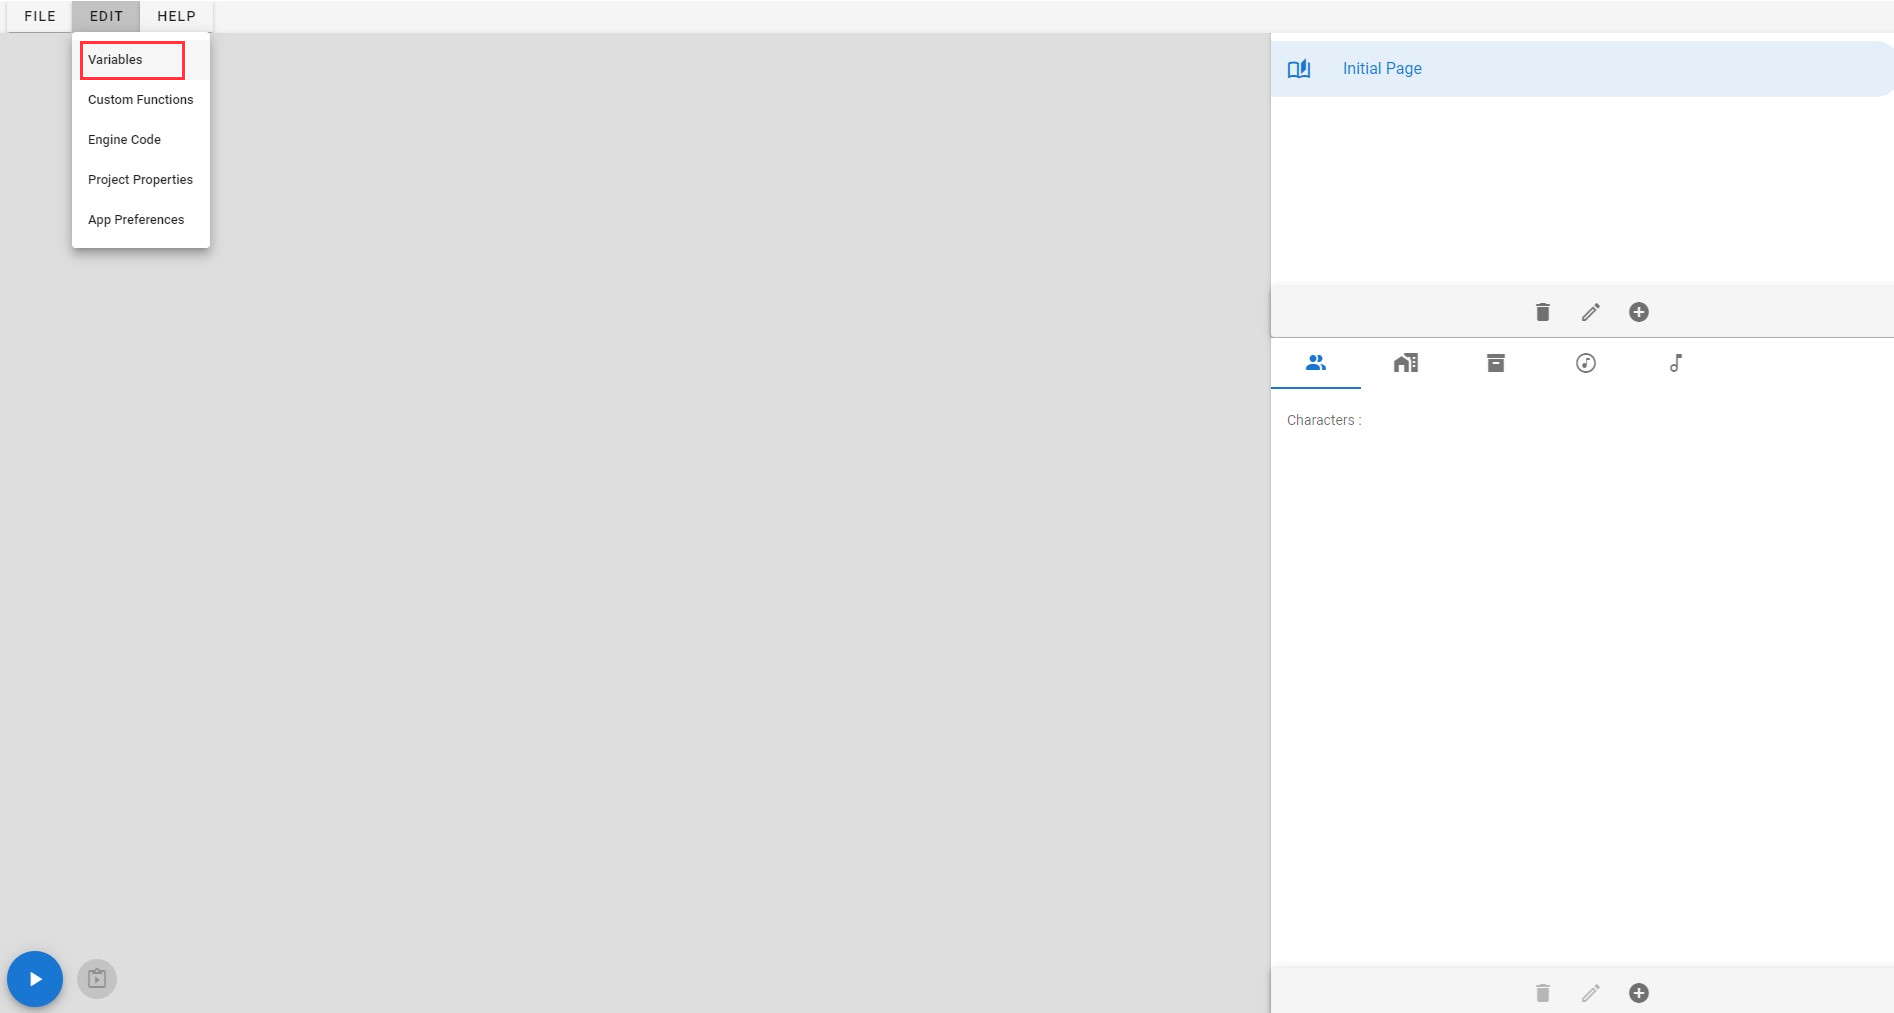 FILE EDIT HELP
Variables
Custom Functions
Engine Code
Project Properties
App Preferences
Initial Page
Characters :